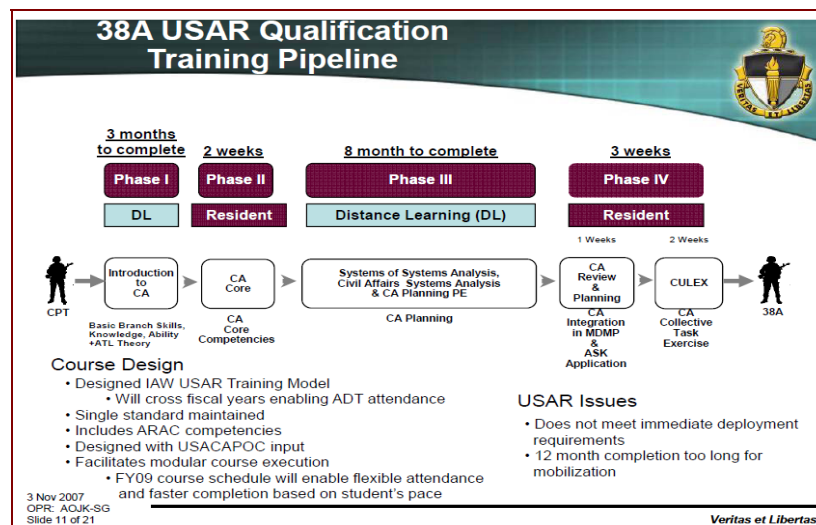 38A USAR Qualification
Training Pipeline
VERITAS ET LIBERTAS
3 months
to complete
2 weeks
8 month to complete
3 weeks
Phase I
Phase II
Phase III
Phase IV
DL
Resident
Distance Learning (DL)
Resident
1 Weeks
2 Weeks
CPT
Introduction
to
CA
CA
Core
Systems of Systems Analysis,
Civil Affairs Systems Analysis
& CA Planning PE
CA
Review
&
Planning
CULEX
38A
Basic Branch Skills,
Knowledge, Ability
+ATL Theory
CA
Core
Competencies
CA Planning
CA
Integration
in MDMP
&
ASK
Application
CA
Collective
Task
Exercise
Course Design
• Designed IAW USAR Training Model
• Will cross fiscal years enabling ADT attendance
• Single standard maintained
• Includes ARAC competencies
• Designed with USACAPOC input
• Facilitates modular course execution
• FY09 course schedule will enable flexible attendance
and faster completion based on student's pace
USAR Issues
• Does not meet immediate deployment
requirements
• 12 month completion too long for
mobilization
3 Nov 2007
OPR: AOJK-SG
Slide 11 of 21
Veritas et Libertas